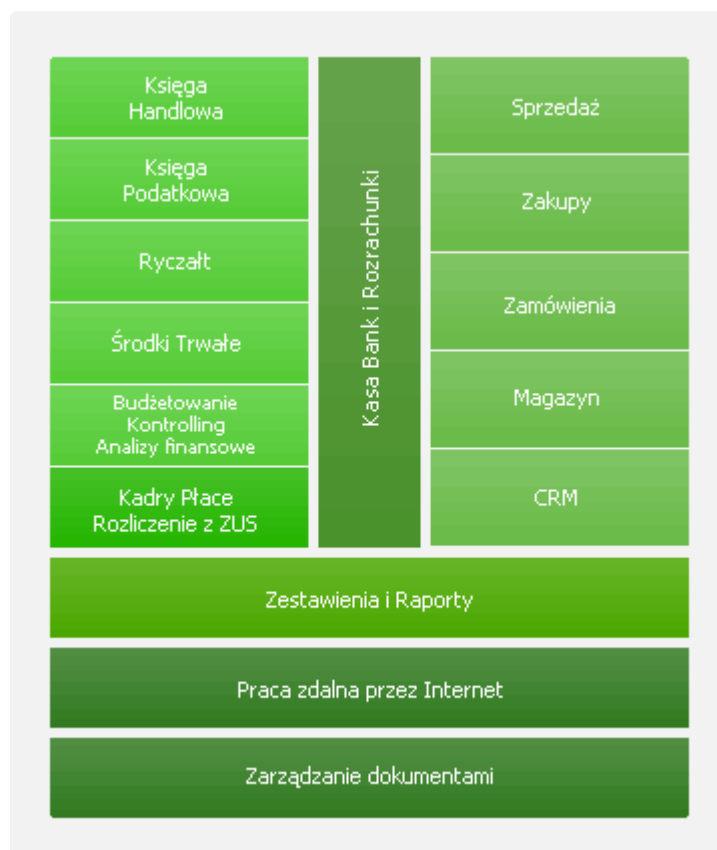 Księga
Handlowa
Księga
Podatkowa
Ryczałt
Środki Trwałe
Budżetowanie
Kontrolling
Analizy finansowe
Kadry Płace
Rozliczenie z ZUS
Kasa Bank i Rozrachunki
Sprzedaż
Zakupy
Zamówienia
Magazyn
CRM
Zestawienia i Raporty
Praca zdalna przez Internet
Zarządzanie dokumentami